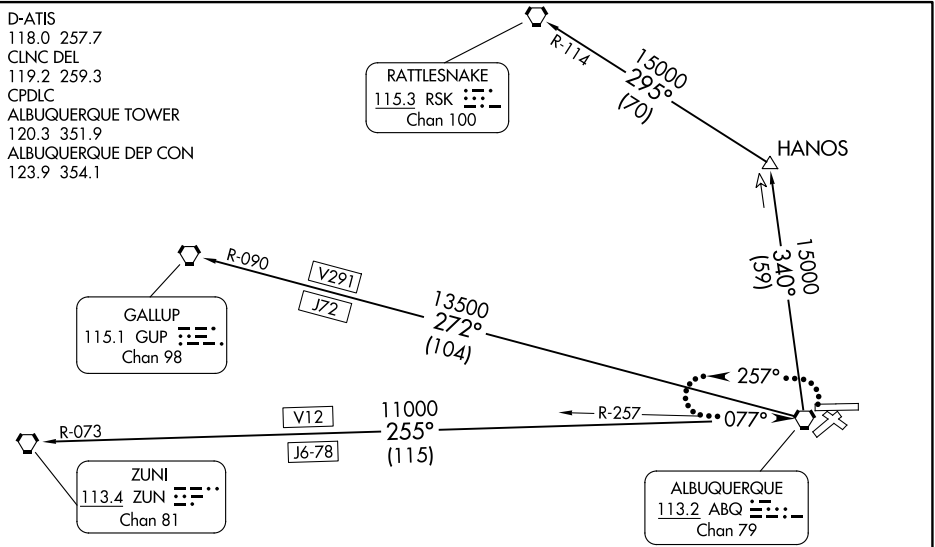 D-ATIS
118.0 257.7
CLNC DEL
119.2 259.3
CPDLC
ALBUQUERQUE TOWER
120.3 351.9
ALBUQUERQUE DEP CON
123.9 354.1
RATTLESNAKE
115.3 RSK
Chan 100
R-114
15000
295°
(70)
HANOS
15000
340°
(59)
R-090
V291
J72
13500
272°
(104)
GALLUP
115.1 GUP
Chan 98
257°
077°
R-257
R-073
V12
J6-78
11000
255°
(115)
ZUNI
113.4 ZUN
Chan 81
ALBUQUERQUE
113.2 ABQ
Chan 79